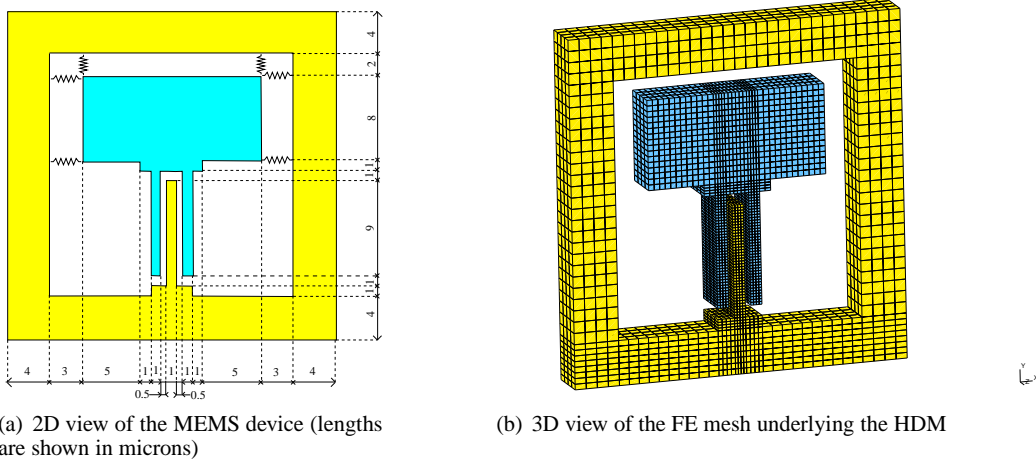 4
2
8
1
1
9
1
1
4
4 3 5 1 1 1 1 1 5 3 4
0.5 0.5
Y
(a) 2D view of the MEMS device (lengths
are shown in microns)
(b) 3D view of the FE mesh underlying the HDM